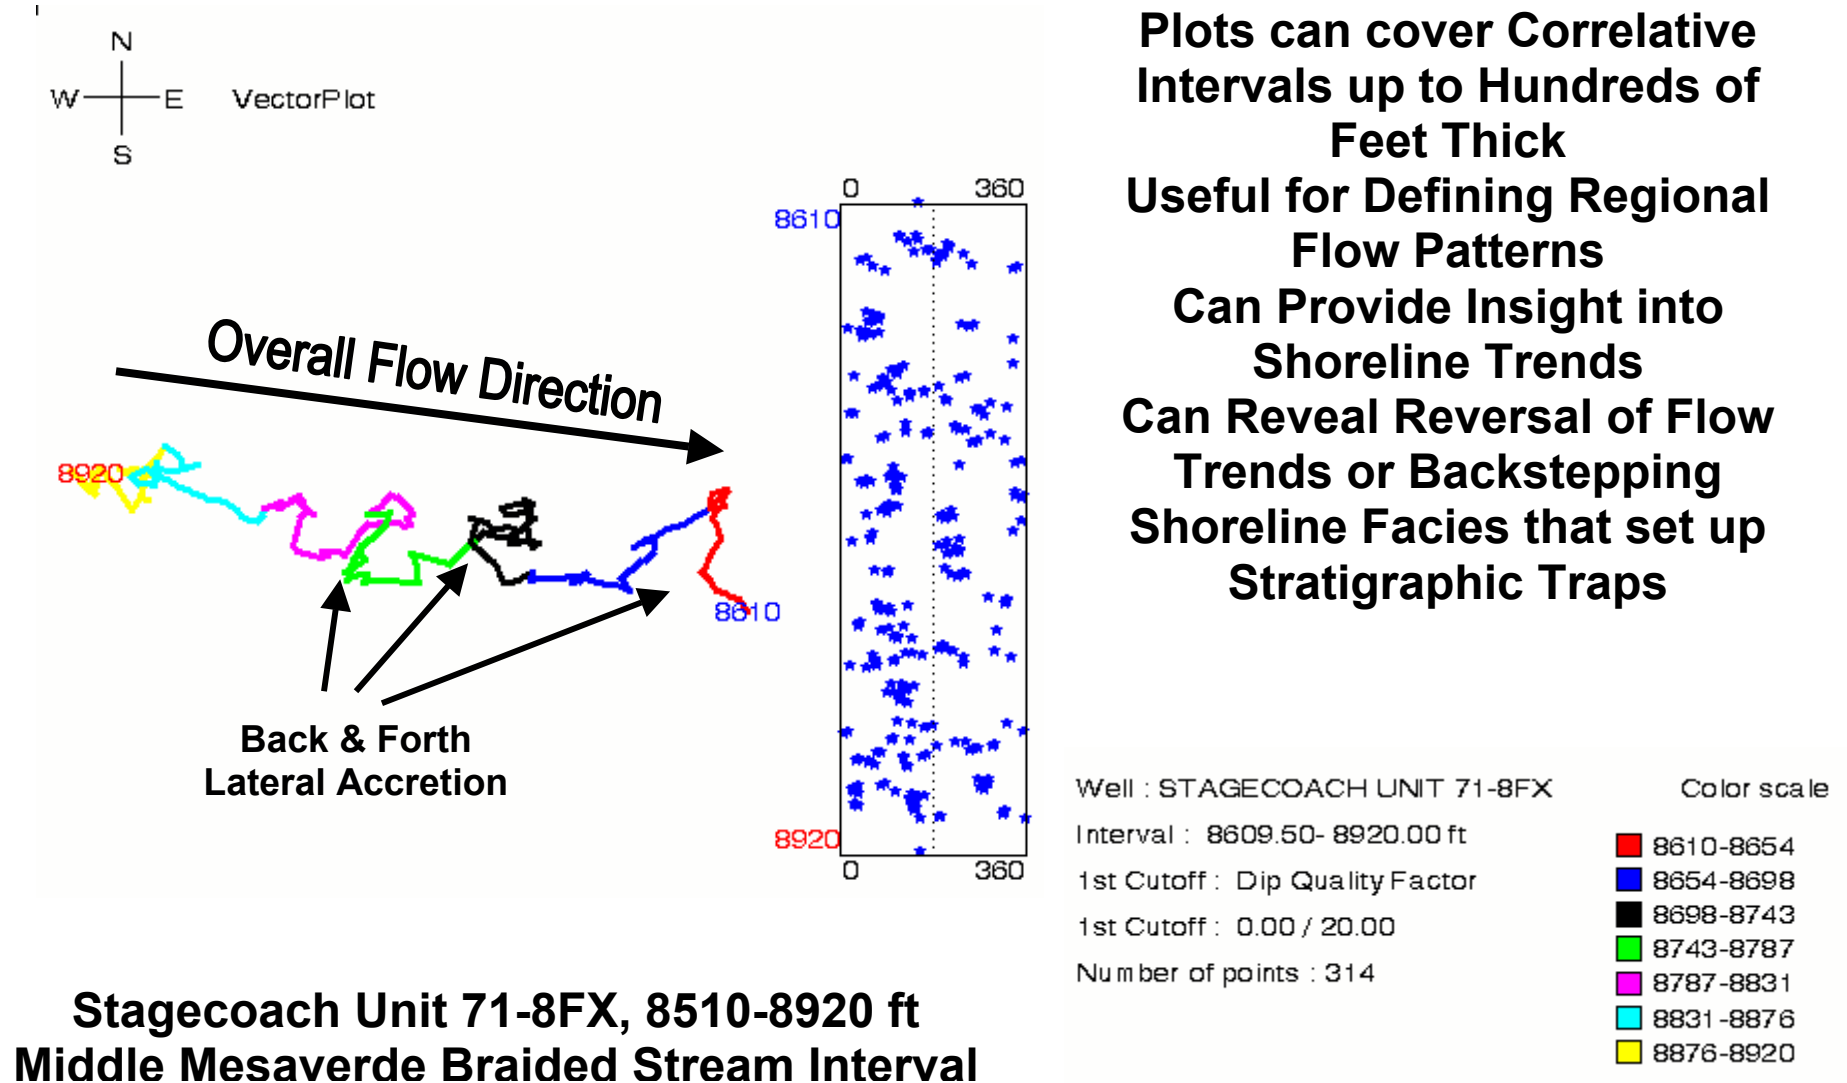 N
W E VectorPlot
S
Plots can cover Correlative
Intervals up to Hundreds of
Feet Thick
Useful for Defining Regional
Flow Patterns
Can Provide Insight into
Shoreline Trends
Can Reveal Reversal of Flow
Trends or Backstepping
Shoreline Facies that set up
Stratigraphic Traps
0 360
8610
Overall Flow Direction
8920
8610
Back & Forth
Lateral Accretion
8920
0 360
Well : STAGECOACH UNIT 71-8FX
Interval : 8609.50- 8920.00 ft
1st Cutoff : Dip Quality Factor
1st Cutoff : 0.00 / 20.00
Number of points : 314
Color scale
8610-8654
8654-8698
8698-8743
8743-8787
8787-8831
8831-8876
8876-8920
Stagecoach Unit 71-8FX, 8510-8920 ft
Middle Mesaverde Braided Stream Interval